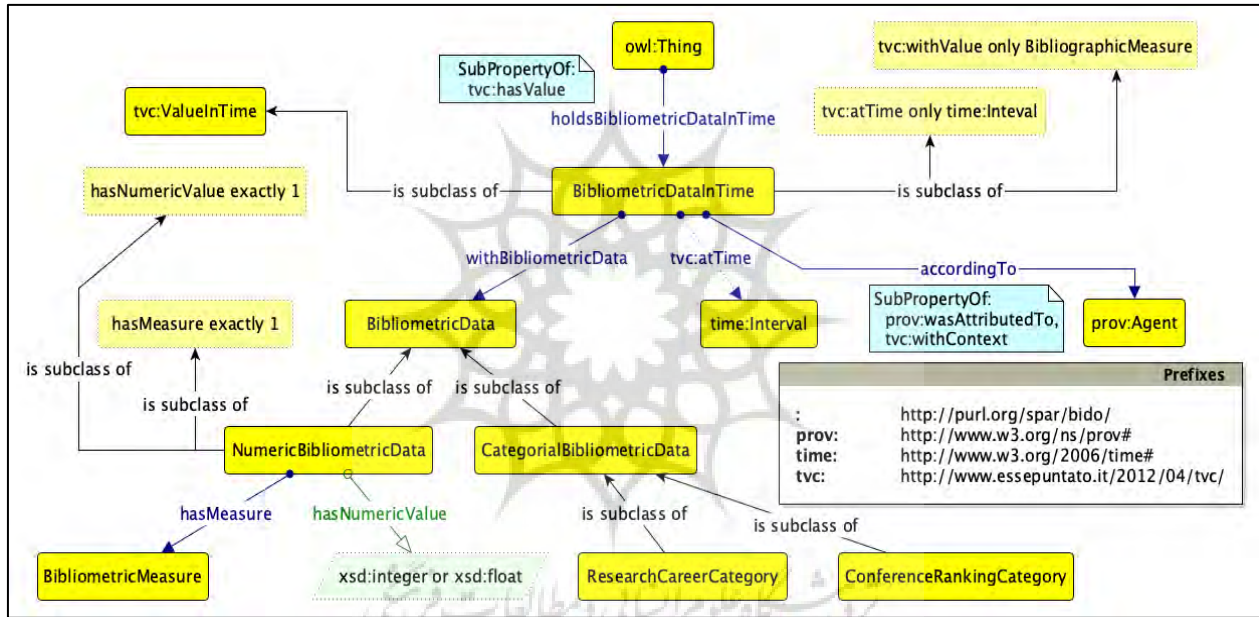 owl:Thing
tvc:withValue only BibliographicMeasure
SubPropertyOf:
tvc:hasValue
tvc:ValueInTime
tvc:atTime only time:Inteval
holdsBibliometricDataInTime
hasNumericValue exactly 1
is subclass of
BibliometricDataInTime
is subclass of
withBibliometricData
tvc:atTime
accordingTo
SubPropertyOf:
prov:wasAttributedTo,
tvc:withContext
hasMeasure exactly 1
BibliometricData
time:Interval
prov:Agent
is subclass of
is subclass of
is subclass of
is subclass of
Prefixes
: http://purl.org/spar/bido/
prov: http://www.w3.org/ns/prov#
time: http://www.w3.org/2006/time#
tvc: http://www.essepuntato.it/2012/04/tvc/
NumericBibliometricData
CategorialBibliometricData
hasMeasure
hasNumericValue
is subclass of
is subclass of
BibliometricMeasure
xsd:integer or xsd:float
ResearchCareerCategory
ConferenceRankingCategory